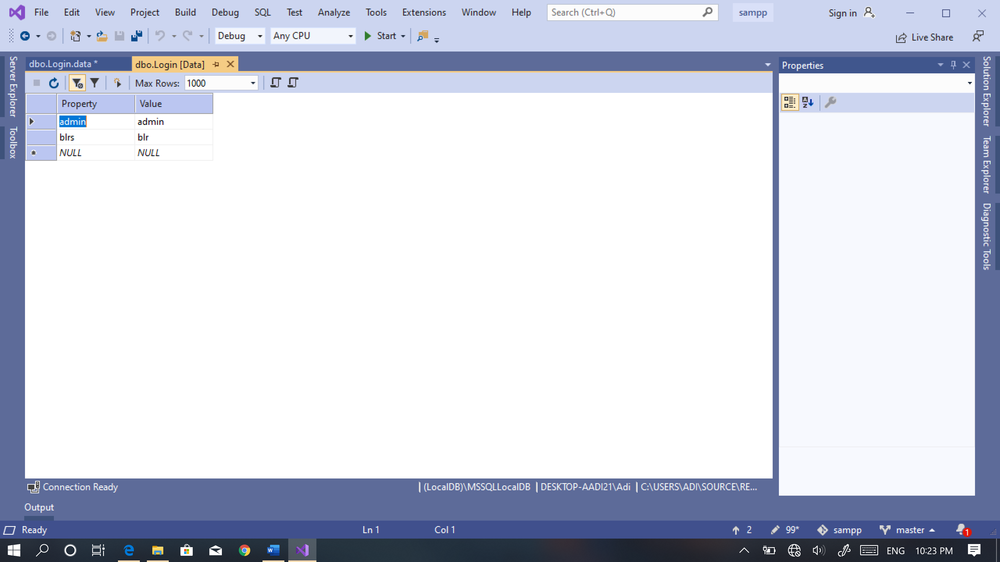 File Edit View Project Build Debug SQL Test Analyze Tools Extensions Window Help Search (Ctrl+Q) sampp Sign in
Debug Any CPU Start Live Share
Server Explorer
Toolbox
dbo.Login.data * dbo.Login [Data]
Max Rows: 1000
Property Value
admin admin
blrs blr
NULL NULL
Properties
Solution Explorer
Team Explorer
Diagnostic Tools
Connection Ready | (LocalDB)\MSSQLLocalDB | DESKTOP-AADI21\Adi | C:\USERS\ADI\SOURCE\RE...
Output
Ready Ln 1 Col 1 2 99* sampp master 1
ENG 10:23 PM